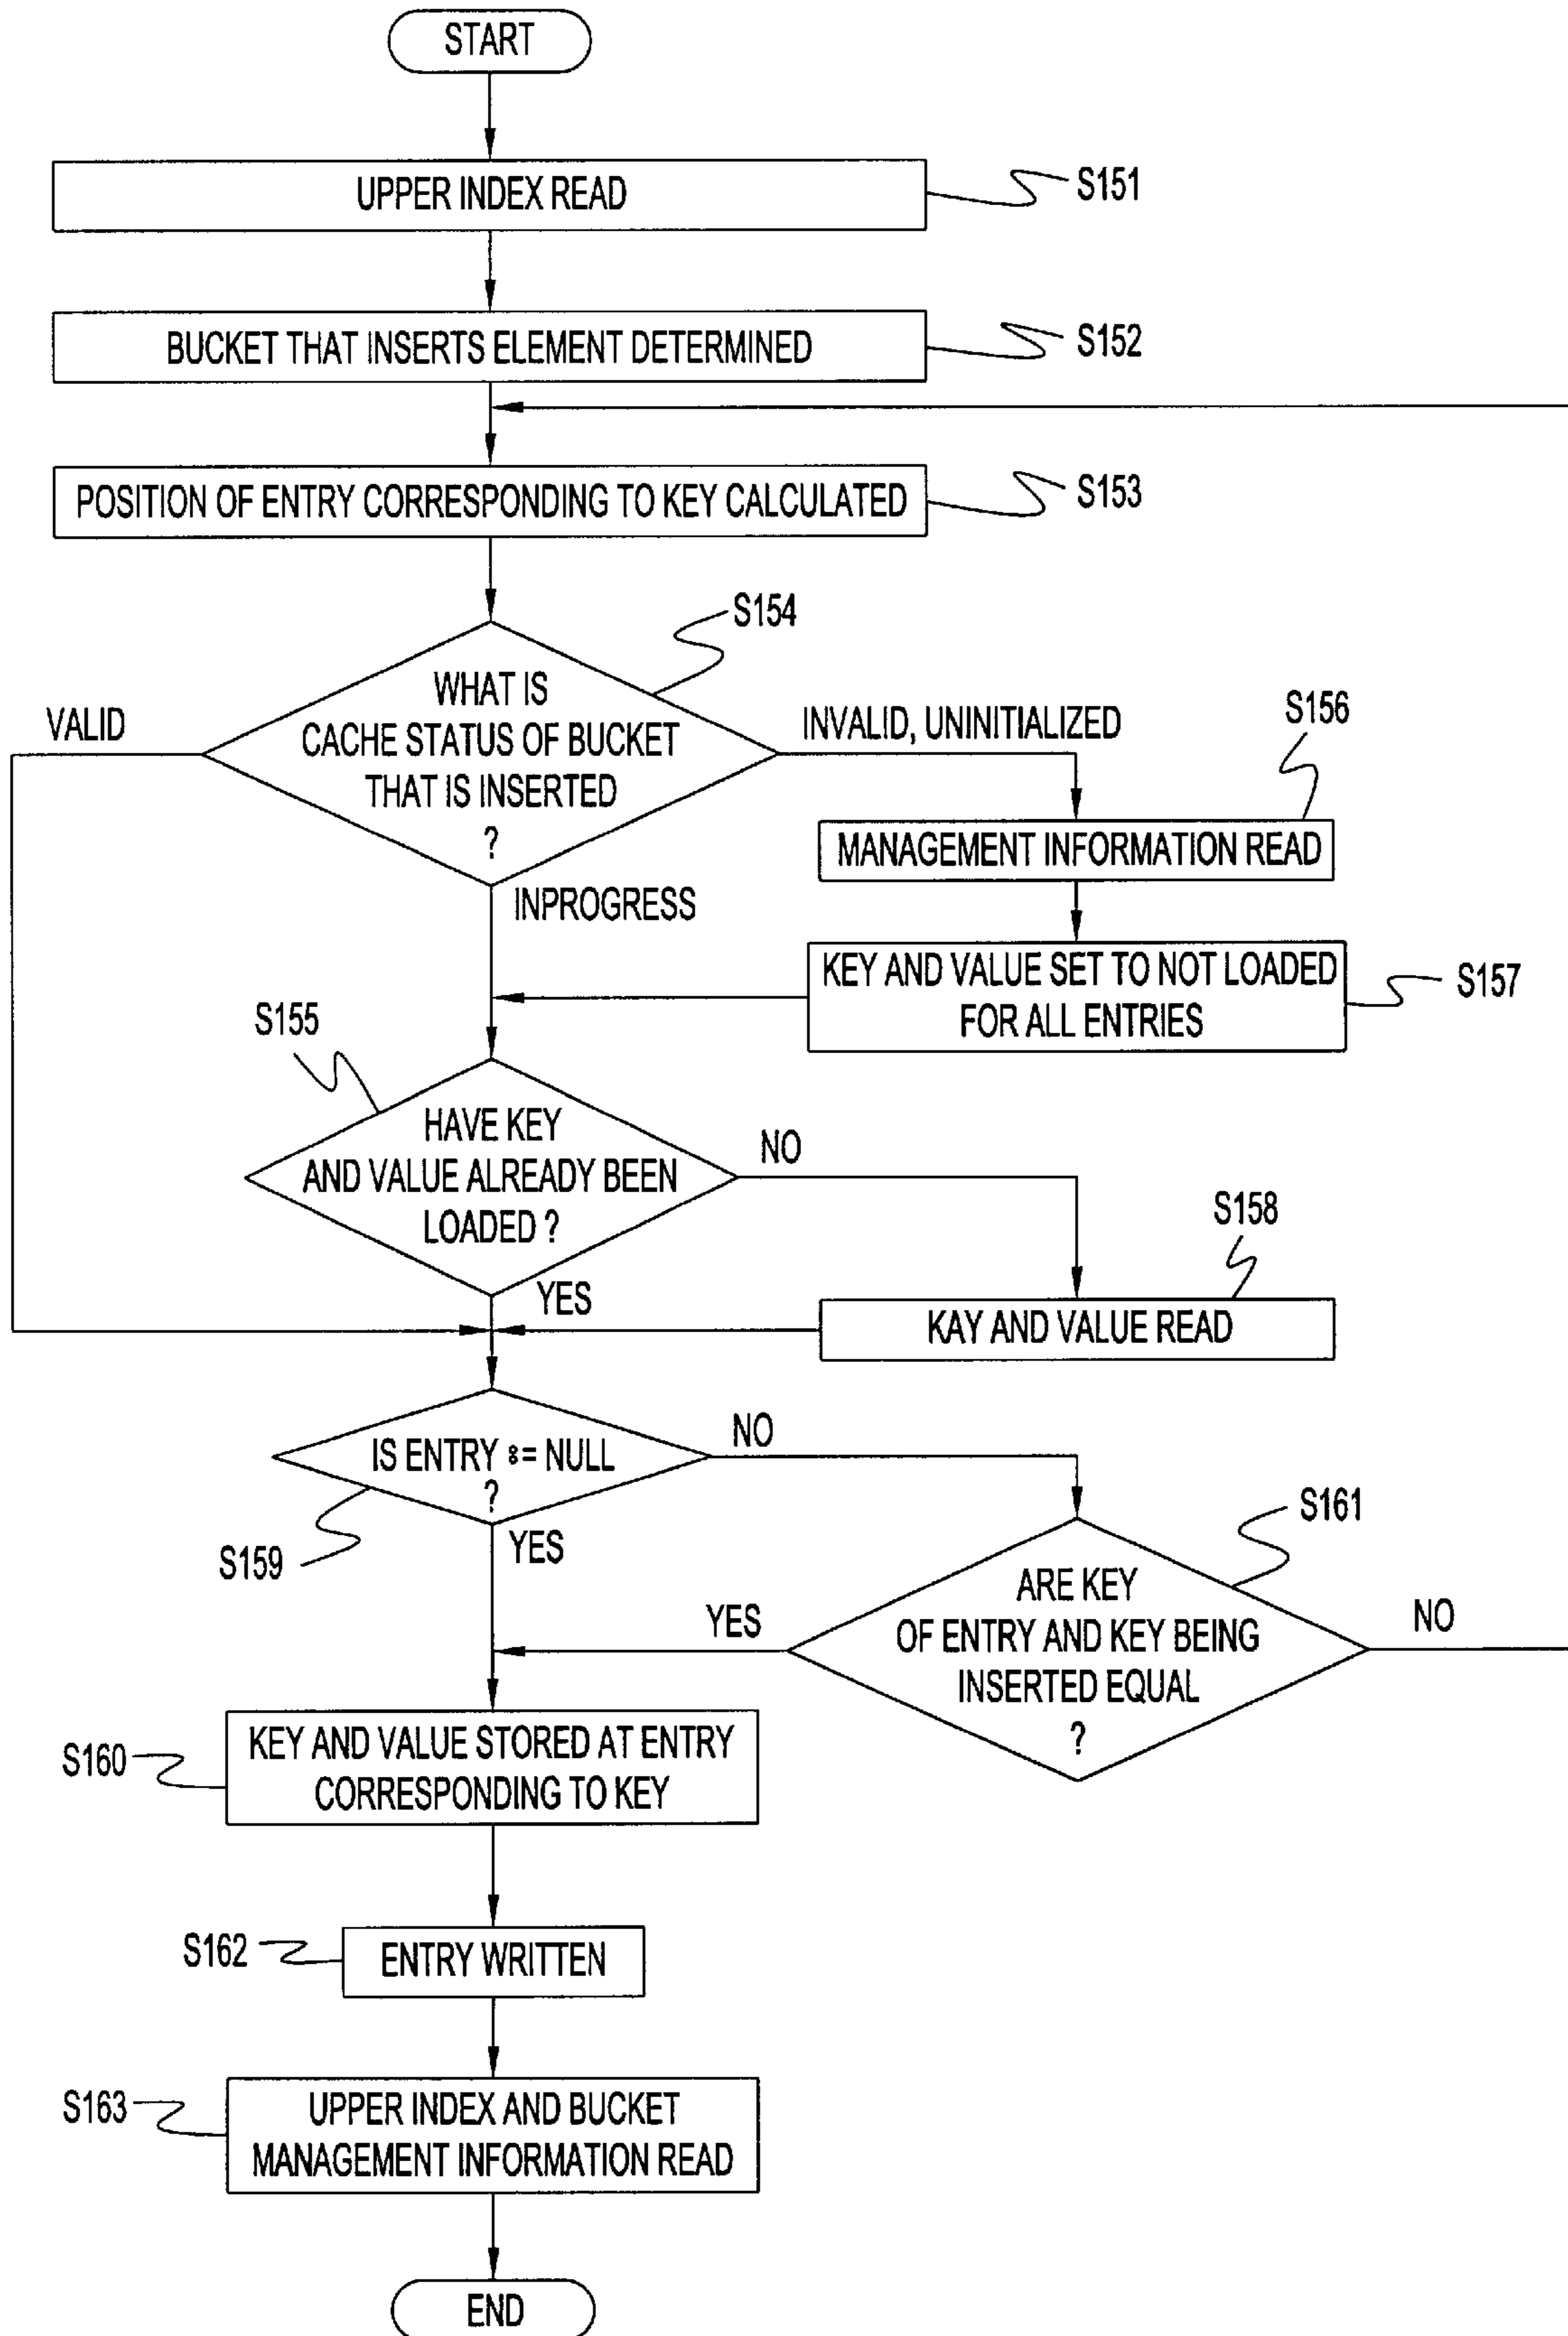 START
UPPER INDEX READ
S151
BUCKET THAT INSERTS ELEMENT DETERMINED
S152
POSITION OF ENTRY CORRESPONDING TO KEY CALCULATED
S153
S154
WHAT IS
CACHE STATUS OF BUCKET
THAT IS INSERTED
?
VALID
INVALID, UNINITIALIZED
S156
MANAGEMENT INFORMATION READ
INPROGRESS
KEY AND VALUE SET TO NOT LOADED
FOR ALL ENTRIES
S157
S155
HAVE KEY
AND VALUE ALREADY BEEN
LOADED ?
NO
S158
YES
KAY AND VALUE READ
IS ENTRY := NULL
?
NO
S159
YES
S161
ARE KEY
OF ENTRY AND KEY BEING
INSERTED EQUAL
?
YES
NO
S160
KEY AND VALUE STORED AT ENTRY
CORRESPONDING TO KEY
S162
ENTRY WRITTEN
S163
UPPER INDEX AND BUCKET
MANAGEMENT INFORMATION READ
END